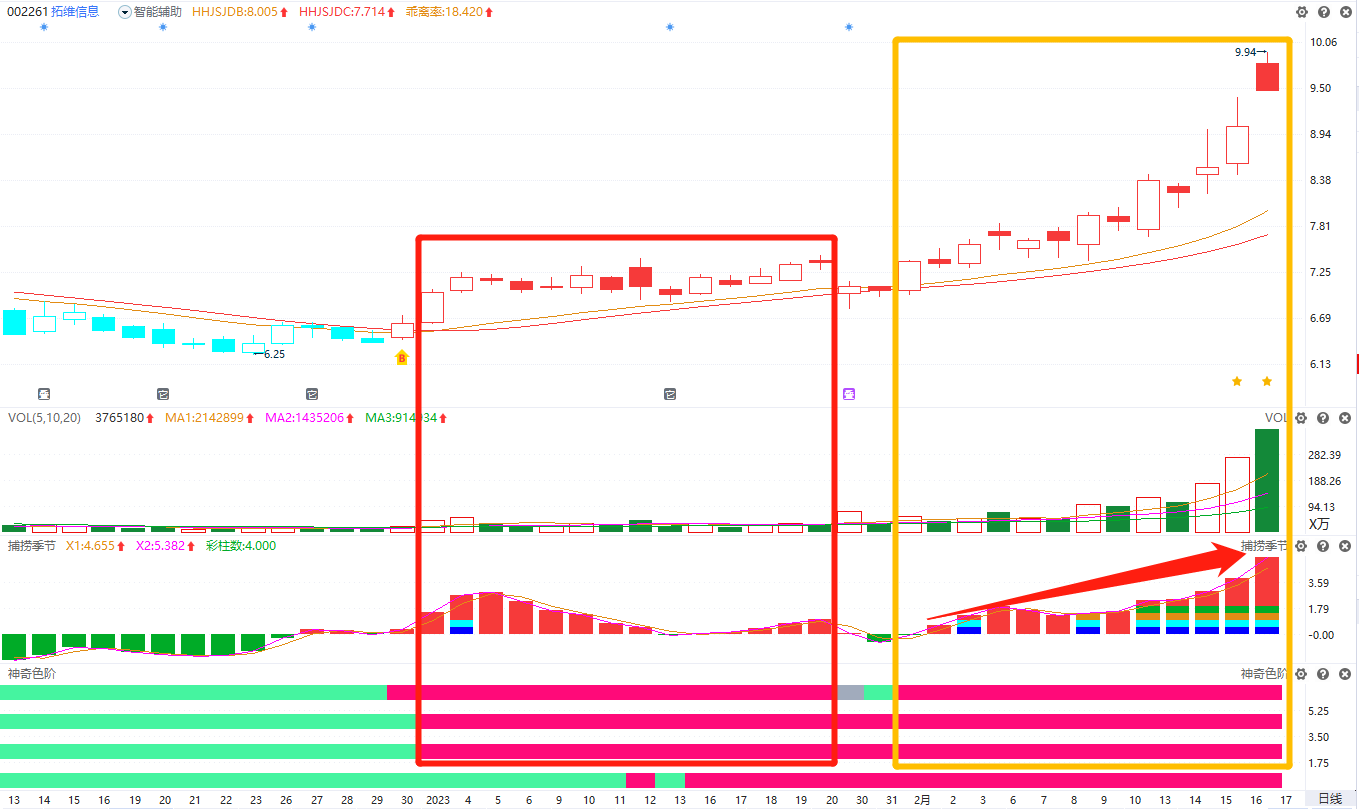 002261 拓维信息 智能辅助 HHJSJDB:8.005 HHJSJDC:7.714 乖离率:18.420
10.06
9.94
9.50
8.94
8.38
7.81
7.25
6.69
6.25
6.13
B
VOL(5,10,20) 3765180 MA1:2142899 MA2:1435206 VOL
282.39
188.26
94.13
X万
捕捞季节 X1:4.655 X2:5.382 彩柱数:4.000 捕捞季节
3.59
1.79
-0.00
神奇色阶 神奇色阶
5.25
3.50
1.75
13 14 15 16 19 20 21 22 23 26 27 28 29 30 2023 4 5 6 9 10 11 12 13 16 17 18 19 20 30 31 2月 2 3 6 7 8 9 10 13 14 15 16 17 日线